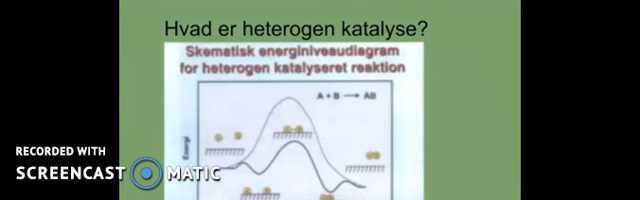 Hvad er heterogen katalyse?
Skematisk energiniveaudiagram
for heterogen katalyseret reaktion
A + B → AB
Energi
RECORDED WITH
SCREENCAST MATIC